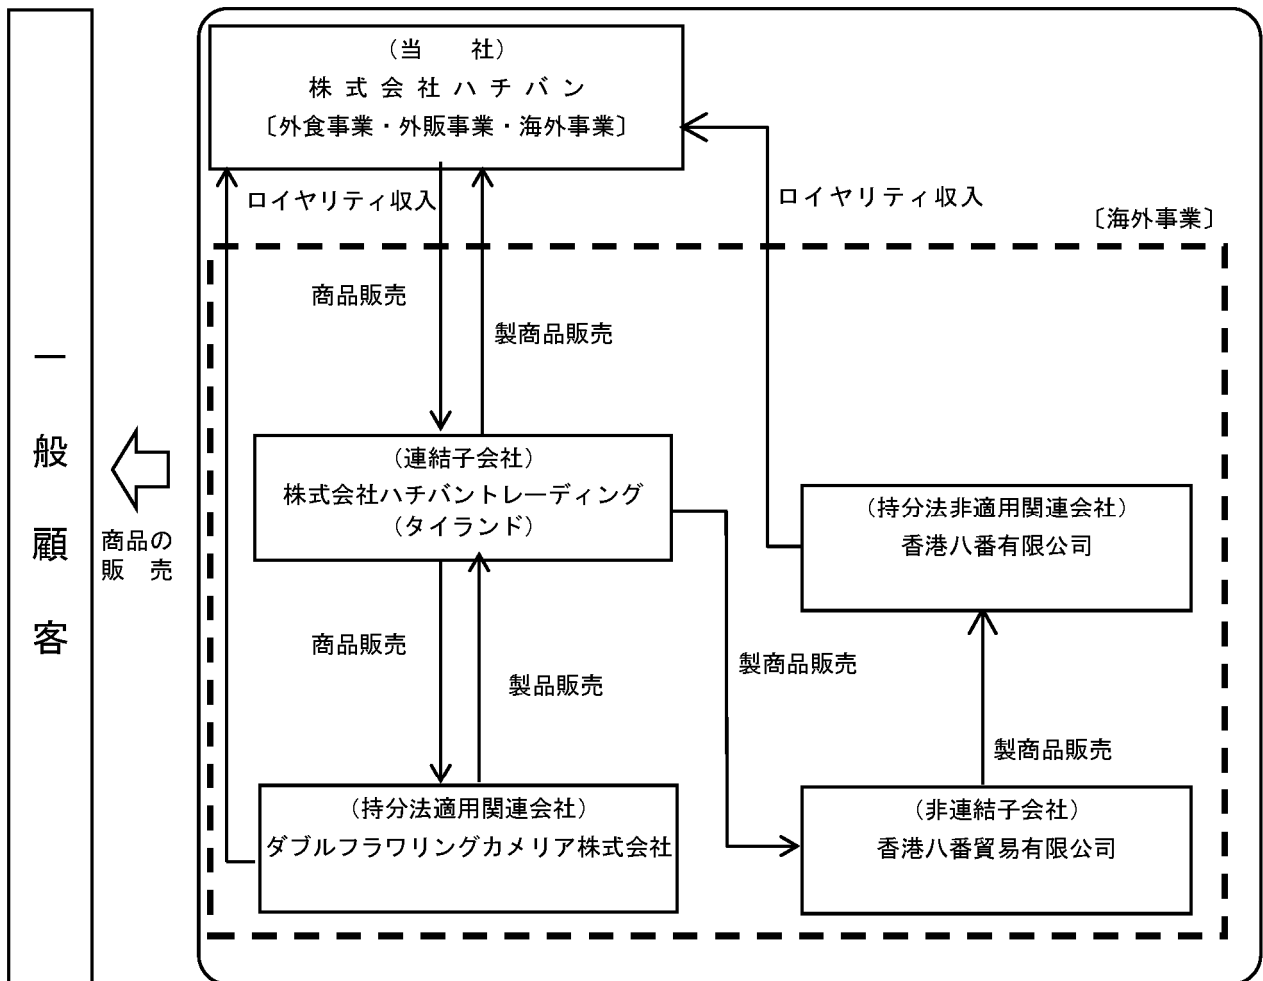 （当　　社）
株 式 会 社 ハ チ バ ン
〔外食事業・外販事業・海外事業〕
ロイヤリティ収入
ロイヤリティ収入
〔海外事業〕
商品販売
製商品販売
一般顧客
商品の
販　売
（連結子会社）
株式会社ハチバントレーディング
（タイランド）
（持分法非適用関連会社）
香港八番有限公司
商品販売
製品販売
製商品販売
製商品販売
（持分法適用関連会社）
ダブルフラワリングカメリア株式会社
（非連結子会社）
香港八番貿易有限公司